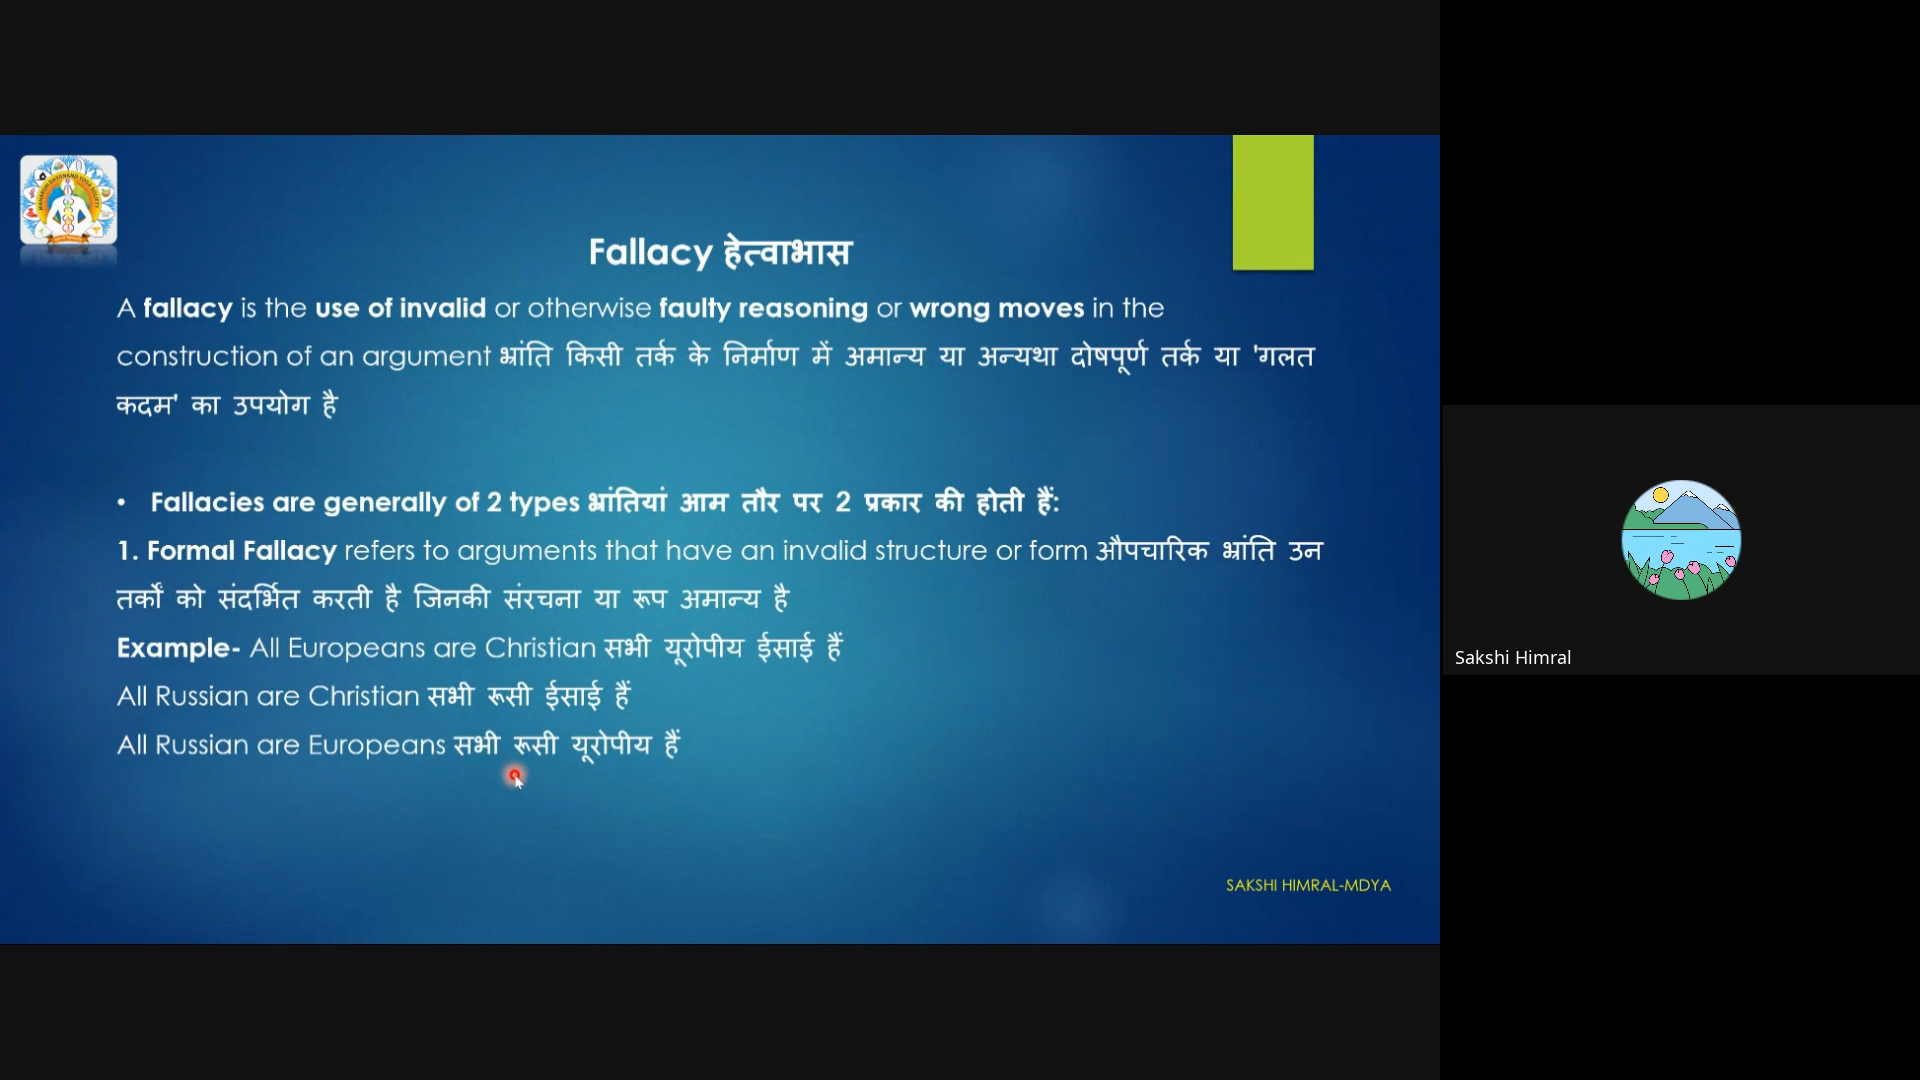 Fallacy हेत्वाभास
A fallacy is the use of invalid or otherwise faulty reasoning or wrong moves in the
construction of an argument भ्रांति किसी तर्क के निर्माण में अमान्य या अन्यथा दोषपूर्ण तर्क या 'गलत
कदम' का उपयोग है
• Fallacies are generally of 2 types भ्रांतियां आम तौर पर 2 प्रकार की होती हैं:
1. Formal Fallacy refers to arguments that have an invalid structure or form औपचारिक भ्रांति उन
तर्कों को संदर्भित करती है जिनकी संरचना या रूप अमान्य है
Example- All Europeans are Christian सभी यूरोपीय ईसाई हैं
All Russian are Christian सभी रूसी ईसाई हैं
All Russian are Europeans सभी रूसी यूरोपीय हैं
SAKSHI HIMRAL-MDYA
Sakshi Himral